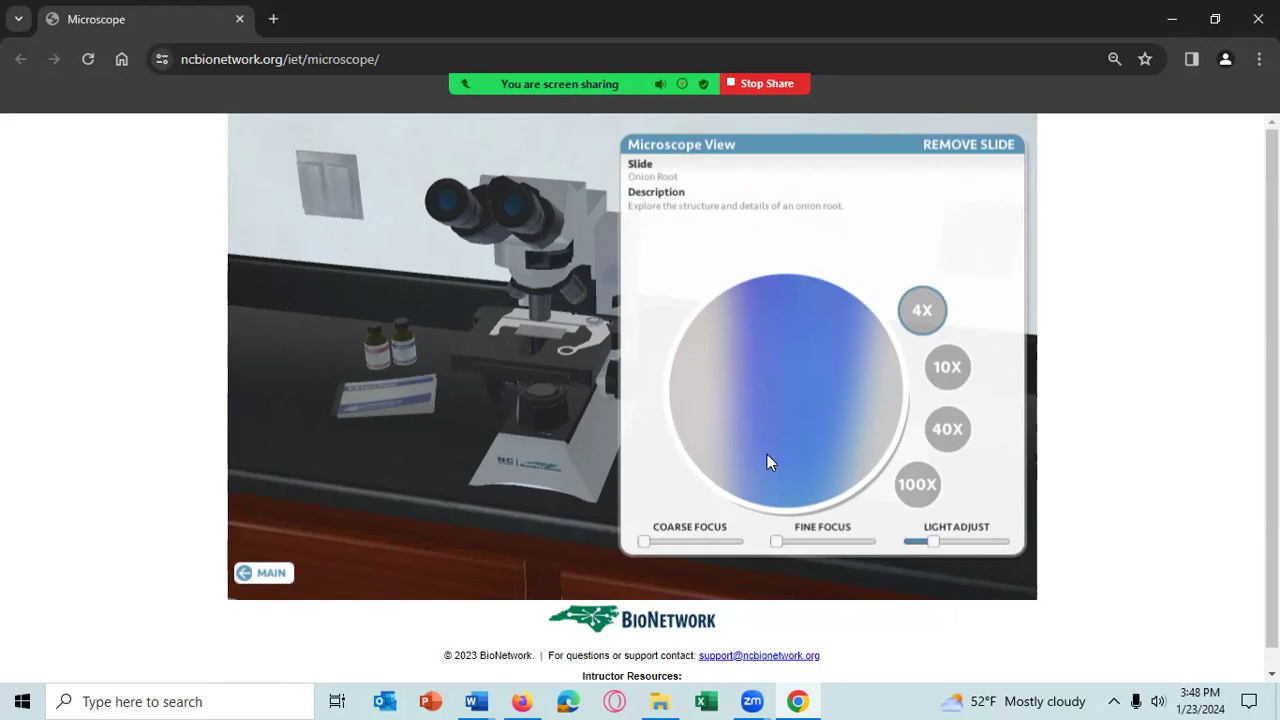 Microscope
ncbionetwork.org/iet/microscope/
You are screen sharing
Stop Share
Microscope View
REMOVE SLIDE
Slide
Onion Root
Description
Explore the structure and details of an onion root.
4X
10X
40X
100X
COARSE FOCUS
FINE FOCUS
LIGHT ADJUST
MAIN
BIONETWORK
© 2023 BioNetwork. | For questions or support contact: support@ncbionetwork.org
Intructor Resources:
Type here to search
52°F Mostly cloudy
3:48 PM
1/23/2024